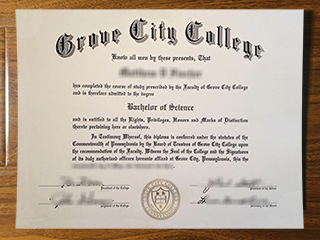 Grove City College
Know all men by these presents, That
has completed the course of study prescribed by the Faculty of Grove City College
and is therefore admitted to the degree
Bachelor of Science
and is entitled to all the Rights, Privileges, Honors and Marks of Distinction
thereto pertaining here or elsewhere.
In Testimony Whereof, this diploma is conferred under the statutes of the
Commonwealth of Pennsylvania by the Board of Trustees of Grove City College upon
the recommendation of the Faculty. Witness the Seal of the College and the Signatures
of its duly authorized officers hereunto affixed at Grove City, Pennsylvania, this the